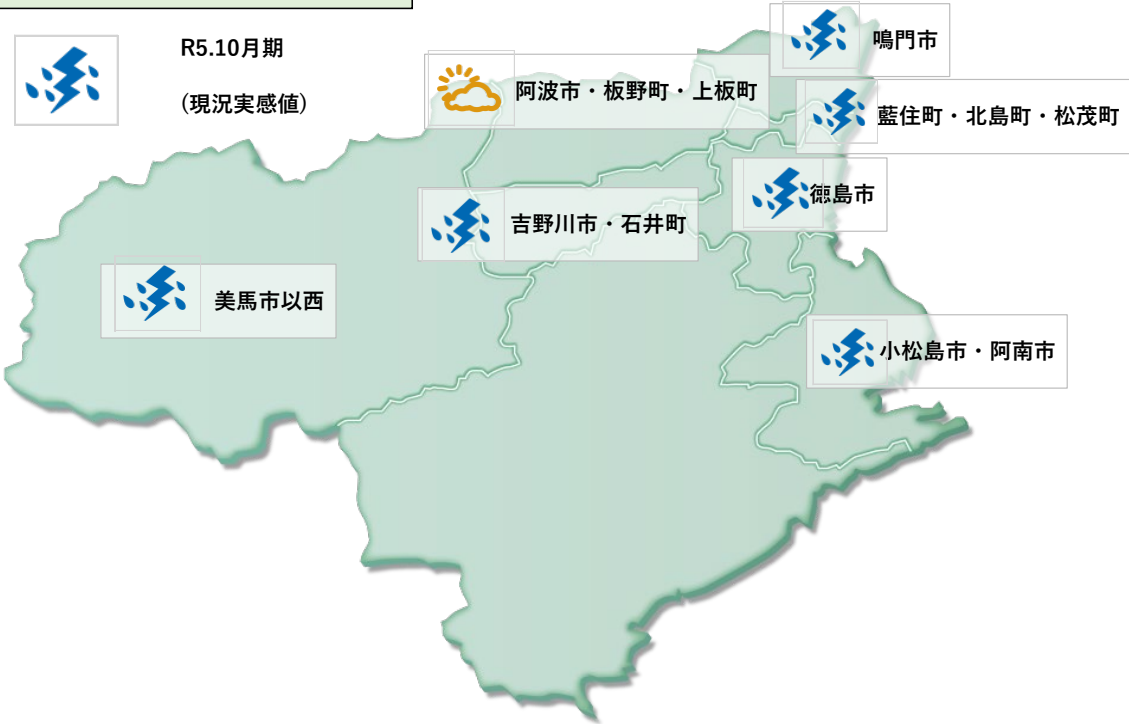 R5.10月期
(現況実感値)
鳴門市
阿波市・板野町・上板町
藍住町・北島町・松茂町
徳島市
吉野川市・石井町
美馬市以西
小松島市・阿南市